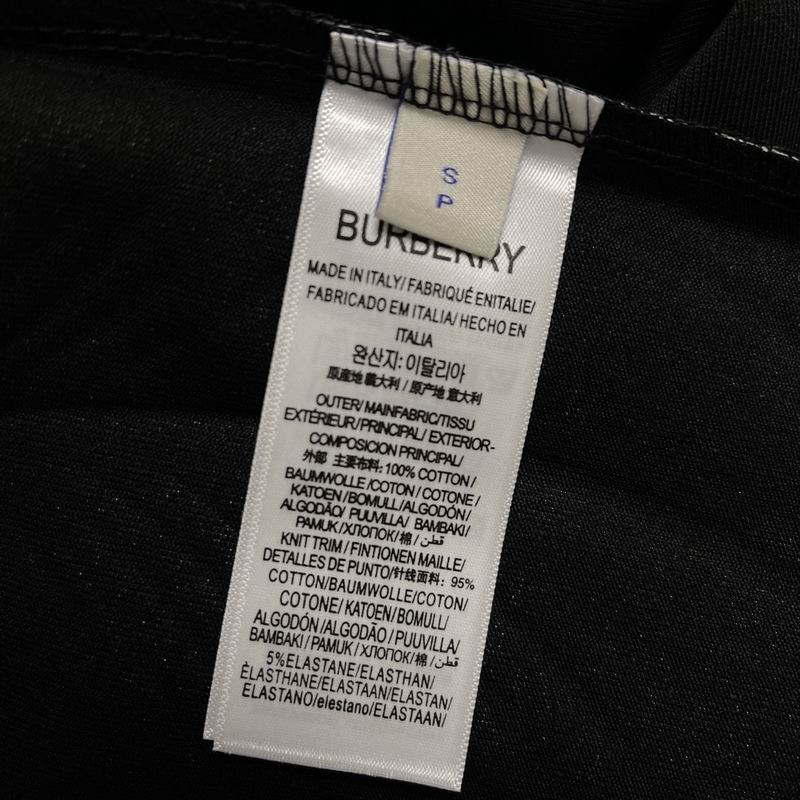 S
P
BURBERRY
MADE IN ITALY/ FABRIQUÉ ENITALIE/
FABRICADO EM ITALIA/ HECHO EN
ITALIA
완산지: 이탈리아
原産地 義大利 / 原产地 意大利
OUTER/ MAINFABRIC/TISSU
EXTÉRIEUR/PRINCIPAL/ EXTERIOR-
COMPOSICION PRINCIPAL/
外部 主要布料: 100% COTTON/
BAUMWOLLE /COTON / COTONE/
KATOEN/BOMULL/ALGODÓN/
ALGODÃO/ PUUVILLA/ BAMBAKI/
PAMUK/ХЛОПОК/棉/قطن
KNIT TRIM / FINTIONEN MAILLE/
DETALLES DE PUNTO/针线面料: 95%
COTTON/BAUMWOLLE/COTON/
COTONE/ KATOEN/BOMULL/
ALGODÓN /ALGODÃO / PUUVILLA/
BAMBAKI / PAMUK /ХЛОПОК/棉 /قطن
5%ELASTANE/ELASTHAN/
ÈLASTHANE/ELASTAAN/ELASTAN/
ELASTANO/elestano/ELASTAAN/